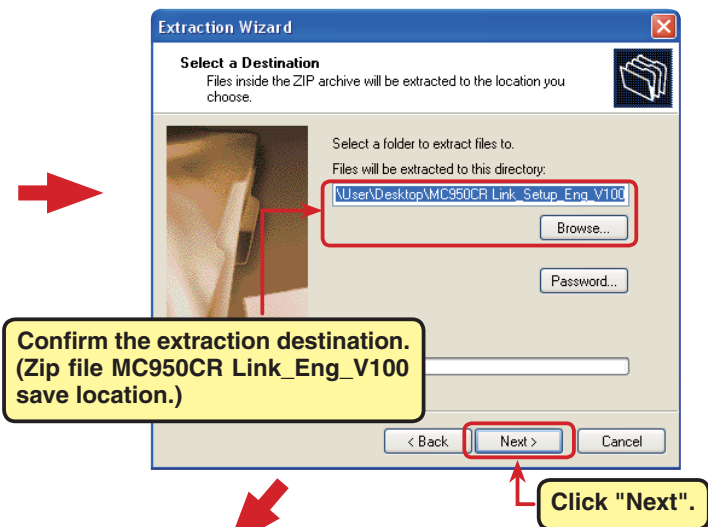 Extraction Wizard
Select a Destination
Files inside the ZIP archive will be extracted to the location you
choose.
Select a folder to extract files to.
Files will be extracted to this directory:
\User\Desktop\MC950CR Link_Setup_Eng_V100
Browse...
Password...
Confirm the extraction destination.
(Zip file MC950CR Link_Eng_V100
save location.)
< Back
Next >
Cancel
Click "Next".